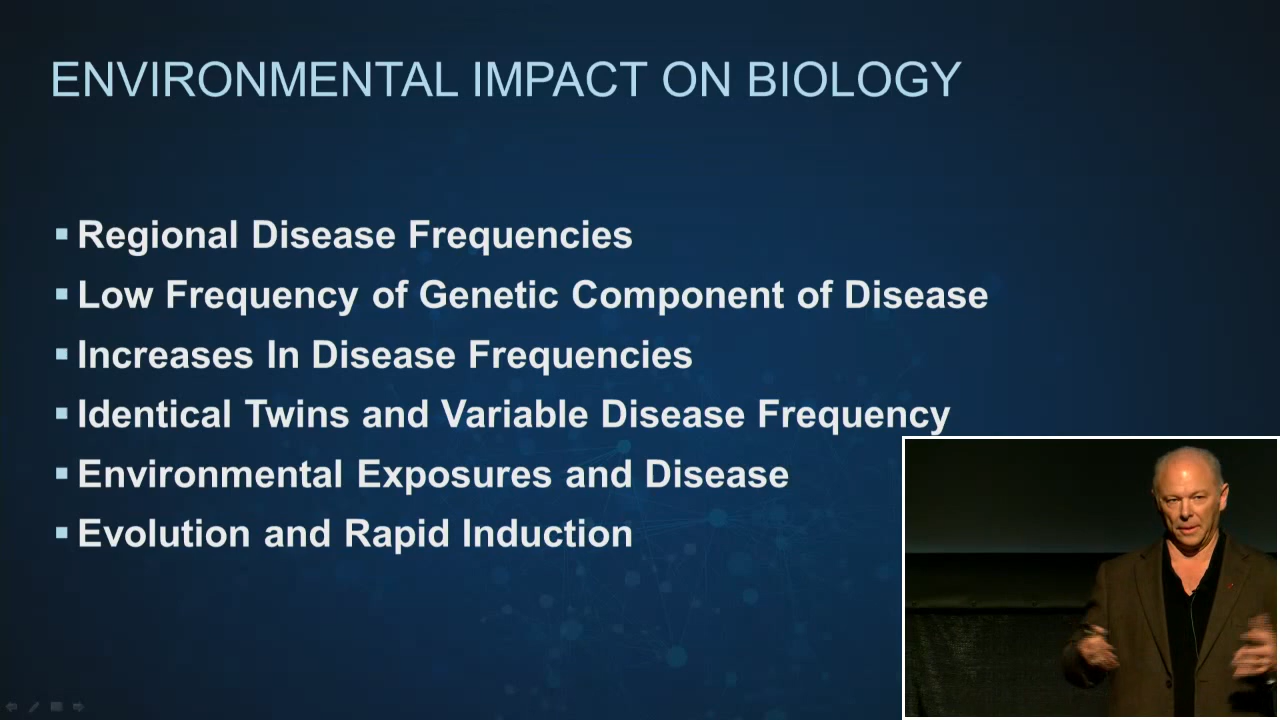 ENVIRONMENTAL IMPACT ON BIOLOGY
▪ Regional Disease Frequencies
▪ Low Frequency of Genetic Component of Disease
▪ Increases In Disease Frequencies
▪ Identical Twins and Variable Disease Frequency
▪ Environmental Exposures and Disease
▪ Evolution and Rapid Induction